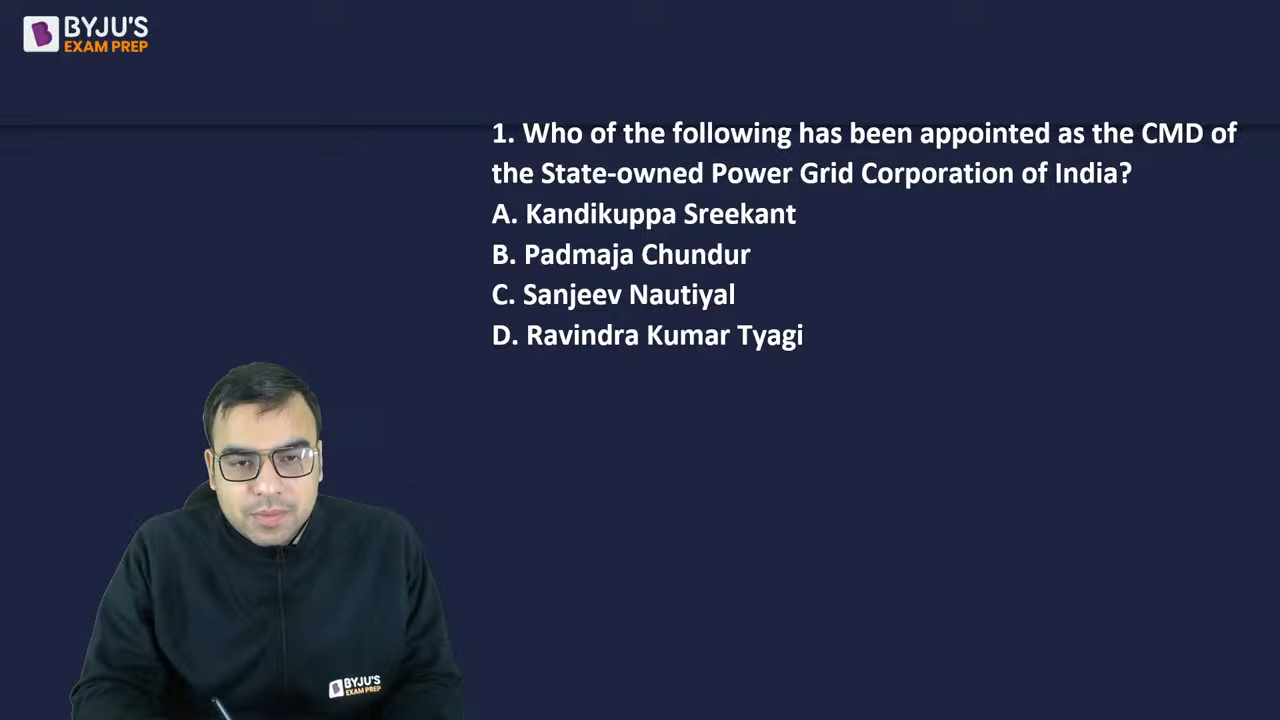 BYJU'S
EXAM PREP
1. Who of the following has been appointed as the CMD of
the State-owned Power Grid Corporation of India?
A. Kandikuppa Sreekant
B. Padmaja Chundur
C. Sanjeev Nautiyal
D. Ravindra Kumar Tyagi
BYJU'S
EXAM PREP